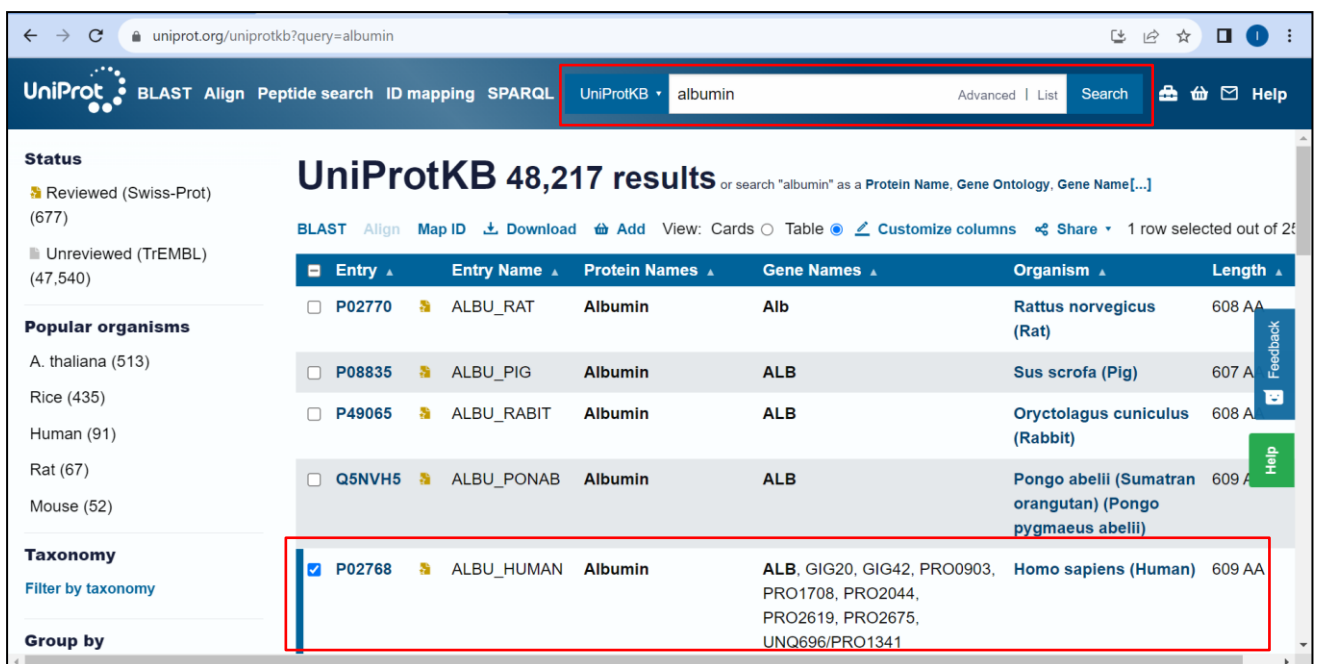 uniprot.org/uniprotkb?query=albumin
UniProt BLAST Align Peptide search ID mapping SPARQL UniProtKB albumin Advanced | List Search Help
Status
Reviewed (Swiss-Prot)
(677)
Unreviewed (TrEMBL)
(47,540)
Popular organisms
A. thaliana (513)
Rice (435)
Human (91)
Rat (67)
Mouse (52)
Taxonomy
Filter by taxonomy
Group by
UniProtKB 48,217 results or search "albumin" as a Protein Name, Gene Ontology, Gene Name[...]
BLAST Align Map ID Download Add View: Cards Table Customize columns Share 1 row selected out of 25
Entry Entry Name Protein Names Gene Names Organism Length
P02770 ALBU_RAT Albumin Alb Rattus norvegicus 608 AA
(Rat)
P08835 ALBU_PIG Albumin ALB Sus scrofa (Pig) 607 A
P49065 ALBU_RABIT Albumin ALB Oryctolagus cuniculus 608 AA
(Rabbit)
Q5NVH5 ALBU_PONAB Albumin ALB Pongo abelii (Sumatran 609 A
orangutan) (Pongo
pygmaeus abelii)
P02768 ALBU_HUMAN Albumin ALB, GIG20, GIG42, PRO0903, Homo sapiens (Human) 609 AA
PRO1708, PRO2044,
PRO2619, PRO2675,
UNQ696/PRO1341
Feedback
Help
I